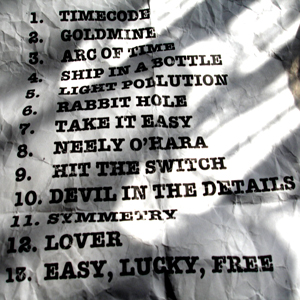 1. TIMECODE
2. GOLDMINE
3. ARC OF TIME
4. SHIP IN A BOTTLE
5. LIGHT POLLUTION
6. RABBIT HOLE
7. TAKE IT EASY
8. NEELY O'HARA
9. HIT THE SWITCH
10. DEVIL IN THE DETAILS
11. SYMMETRY
12. LOVER
13. EASY, LUCKY, FREE